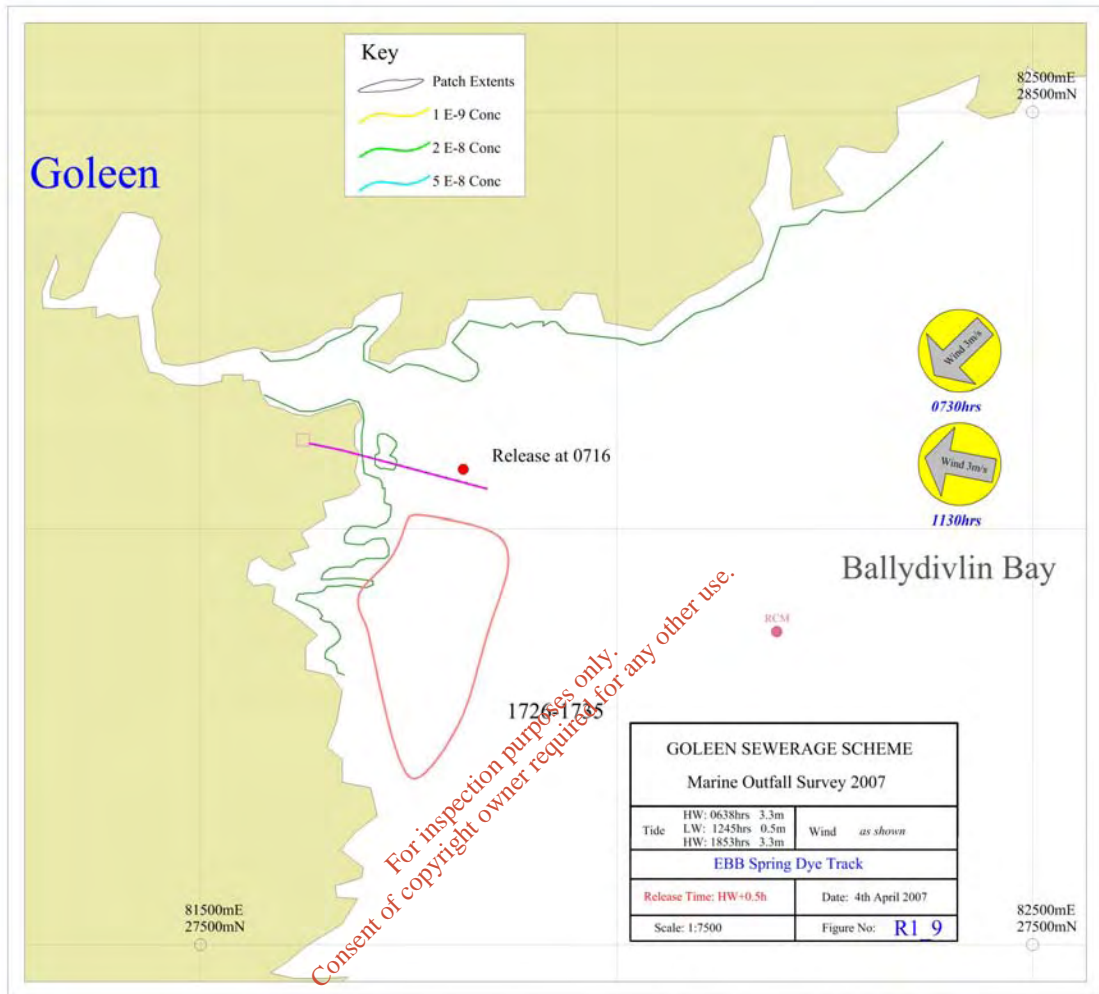 Key
Patch Extents
1 E-9 Conc
2 E-8 Conc
5 E-8 Conc
82500mE
28500mN
Goleen
Wind 3m/s
0730hrs
Release at 0716
Wind 3m/s
1130hrs
Ballydivlin Bay
RCM
1726-1735
For inspection purposes only.
Consent of copyright owner required for any other use.
GOLEEN SEWERAGE SCHEME
Marine Outfall Survey 2007
Tide
HW: 0638hrs 3.3m
LW: 1245hrs 0.5m
HW: 1853hrs 3.3m
Wind as shown
EBB Spring Dye Track
Release Time: HW+0.5h
Date: 4th April 2007
Scale: 1:7500
Figure No: R1_9
81500mE
27500mN
82500mE
27500mN